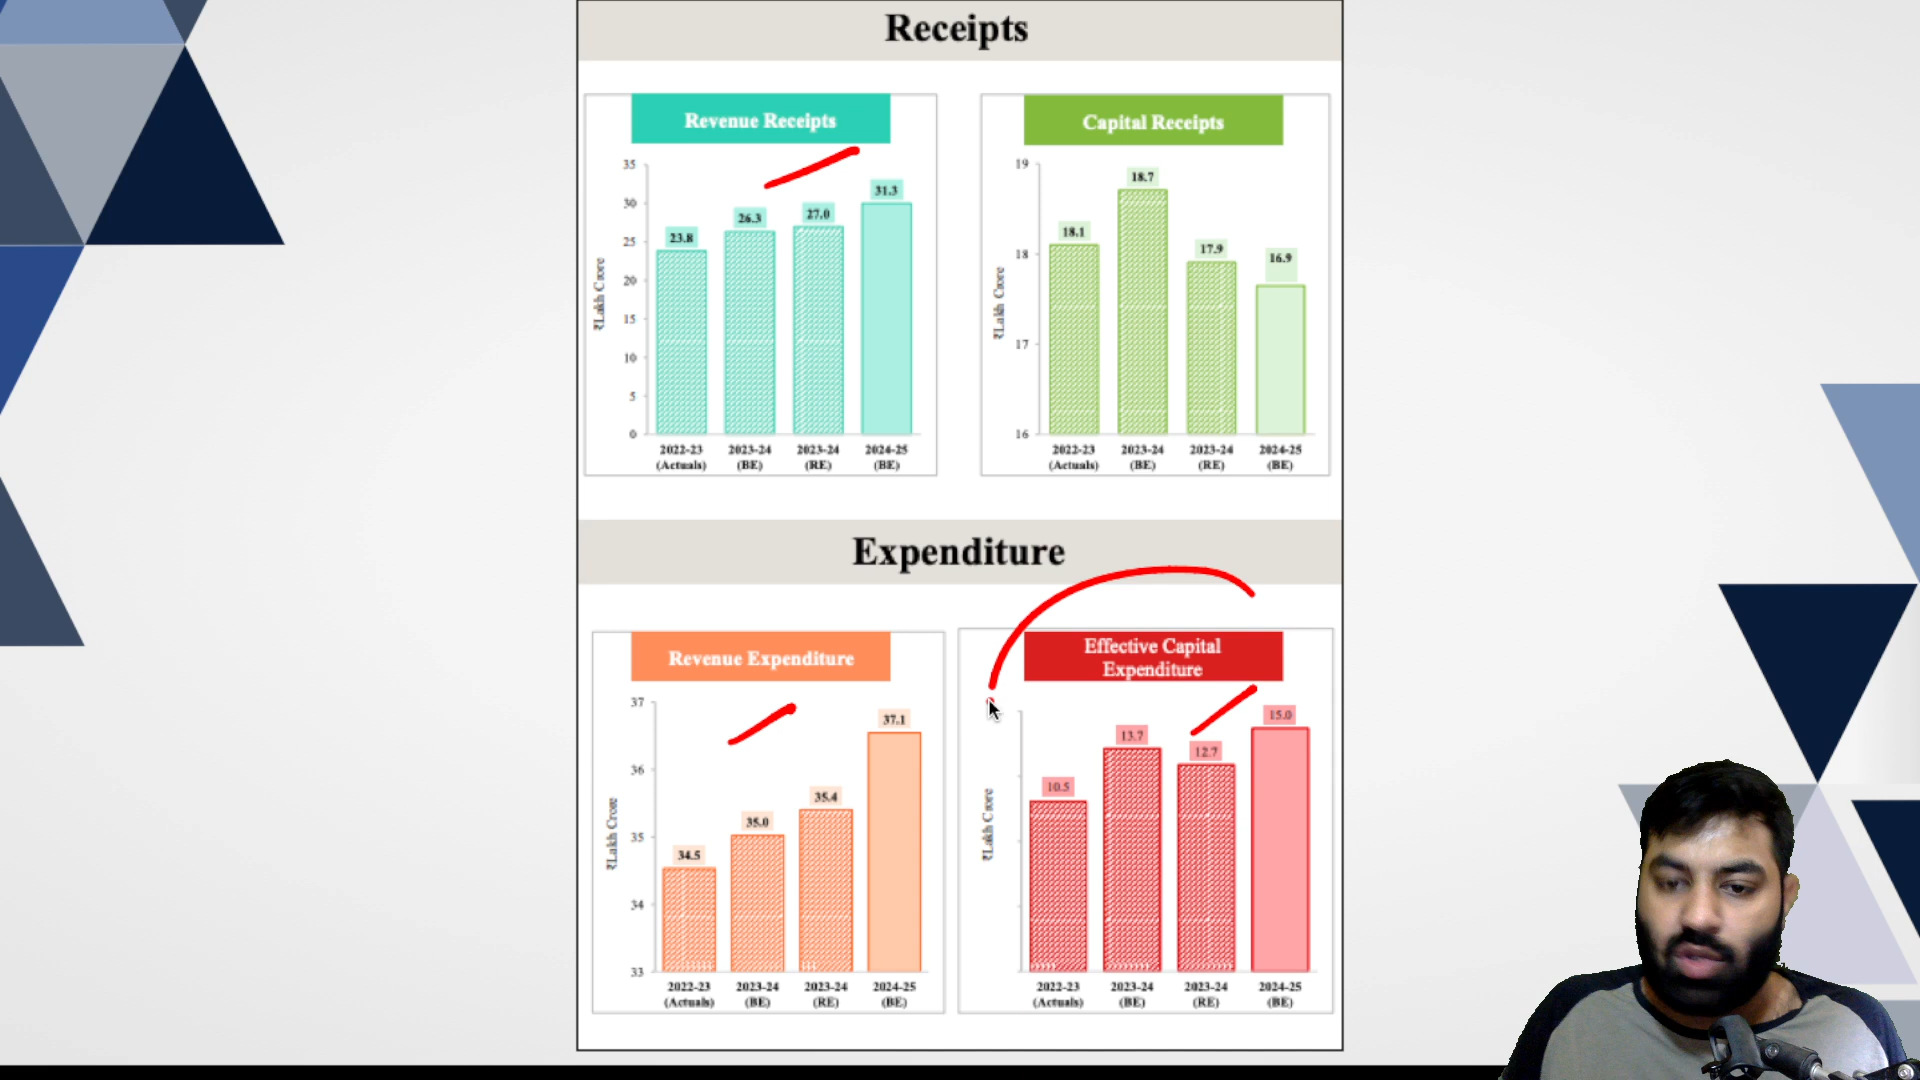 Receipts
Revenue Receipts
35
30
25
20
15
10
5
0
₹Lakh Crore
23.8
26.3
27.0
31.3
2022-23
(Actuals)
2023-24
(BE)
2023-24
(RE)
2024-25
(BE)
Capital Receipts
19
18
17
16
₹Lakh Crore
18.1
18.7
17.9
16.9
2022-23
(Actuals)
2023-24
(BE)
2023-24
(RE)
2024-25
(BE)
Expenditure
Revenue Expenditure
37
36
35
34
33
₹Lakh Crore
34.5
35.0
35.4
37.1
2022-23
(Actuals)
2023-24
(BE)
2023-24
(RE)
2024-25
(BE)
Effective Capital
Expenditure
₹Lakh Crore
10.5
13.7
12.7
15.0
2022-23
(Actuals)
2023-24
(BE)
2023-24
(RE)
2024-25
(BE)